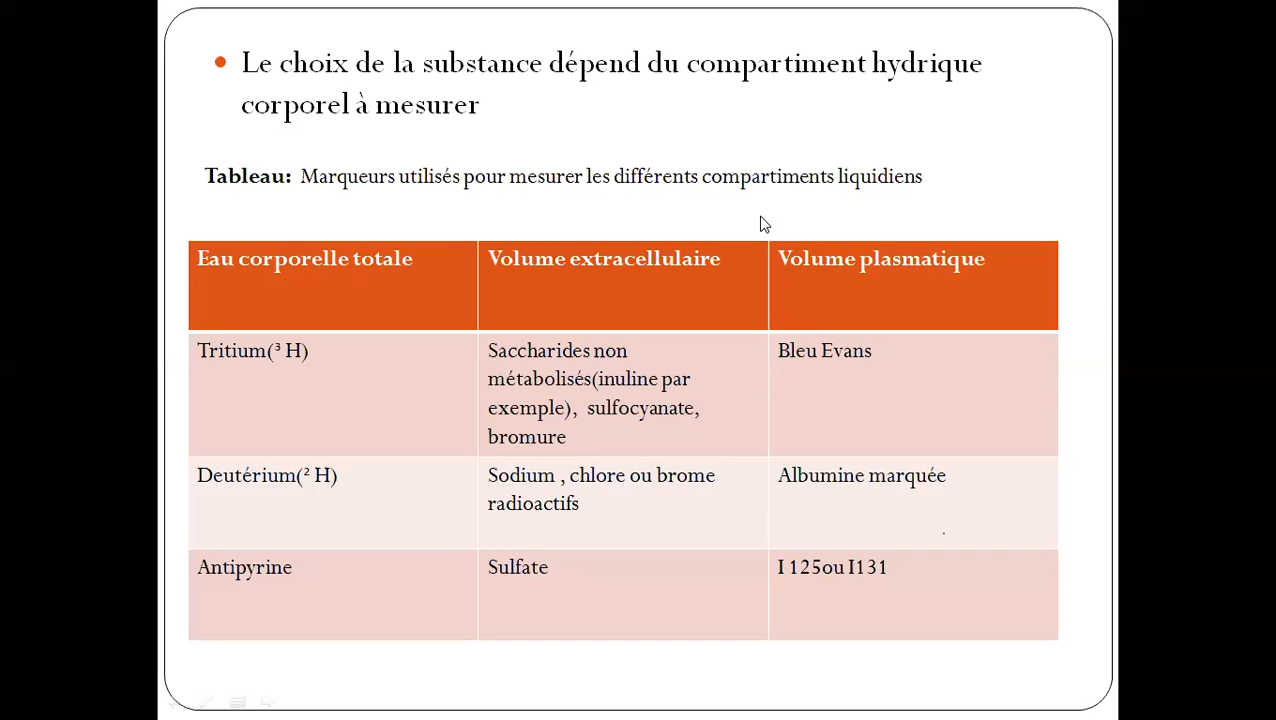 Le choix de la substance dépend du compartiment hydrique
corporel à mesurer
Tableau: Marqueurs utilisés pour mesurer les différents compartiments liquidiens
Eau corporelle totale
Volume extracellulaire
Volume plasmatique
Tritium(³ H)
Saccharides non
métabolisés(inuline par
exemple), sulfocyanate,
bromure
Bleu Evans
Deutérium(² H)
Sodium , chlore ou brome
radioactifs
Albumine marquée
Antipyrine
Sulfate
I 125ou I131